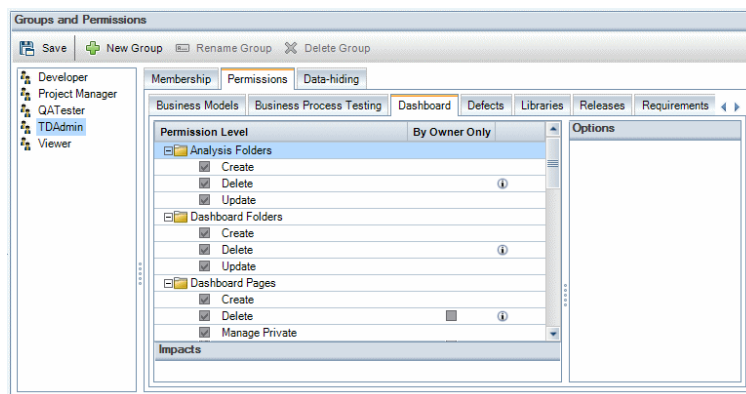 Groups and Permissions
Save New Group Rename Group Delete Group
Developer
Project Manager
QATester
TDAdmin
Viewer
Membership Permissions Data-hiding
Business Models Business Process Testing Dashboard Defects Libraries Releases Requirements
Permission Level By Owner Only
Analysis Folders
Create
Delete
Update
Dashboard Folders
Create
Delete
Update
Dashboard Pages
Create
Delete
Manage Private
Impacts
Options